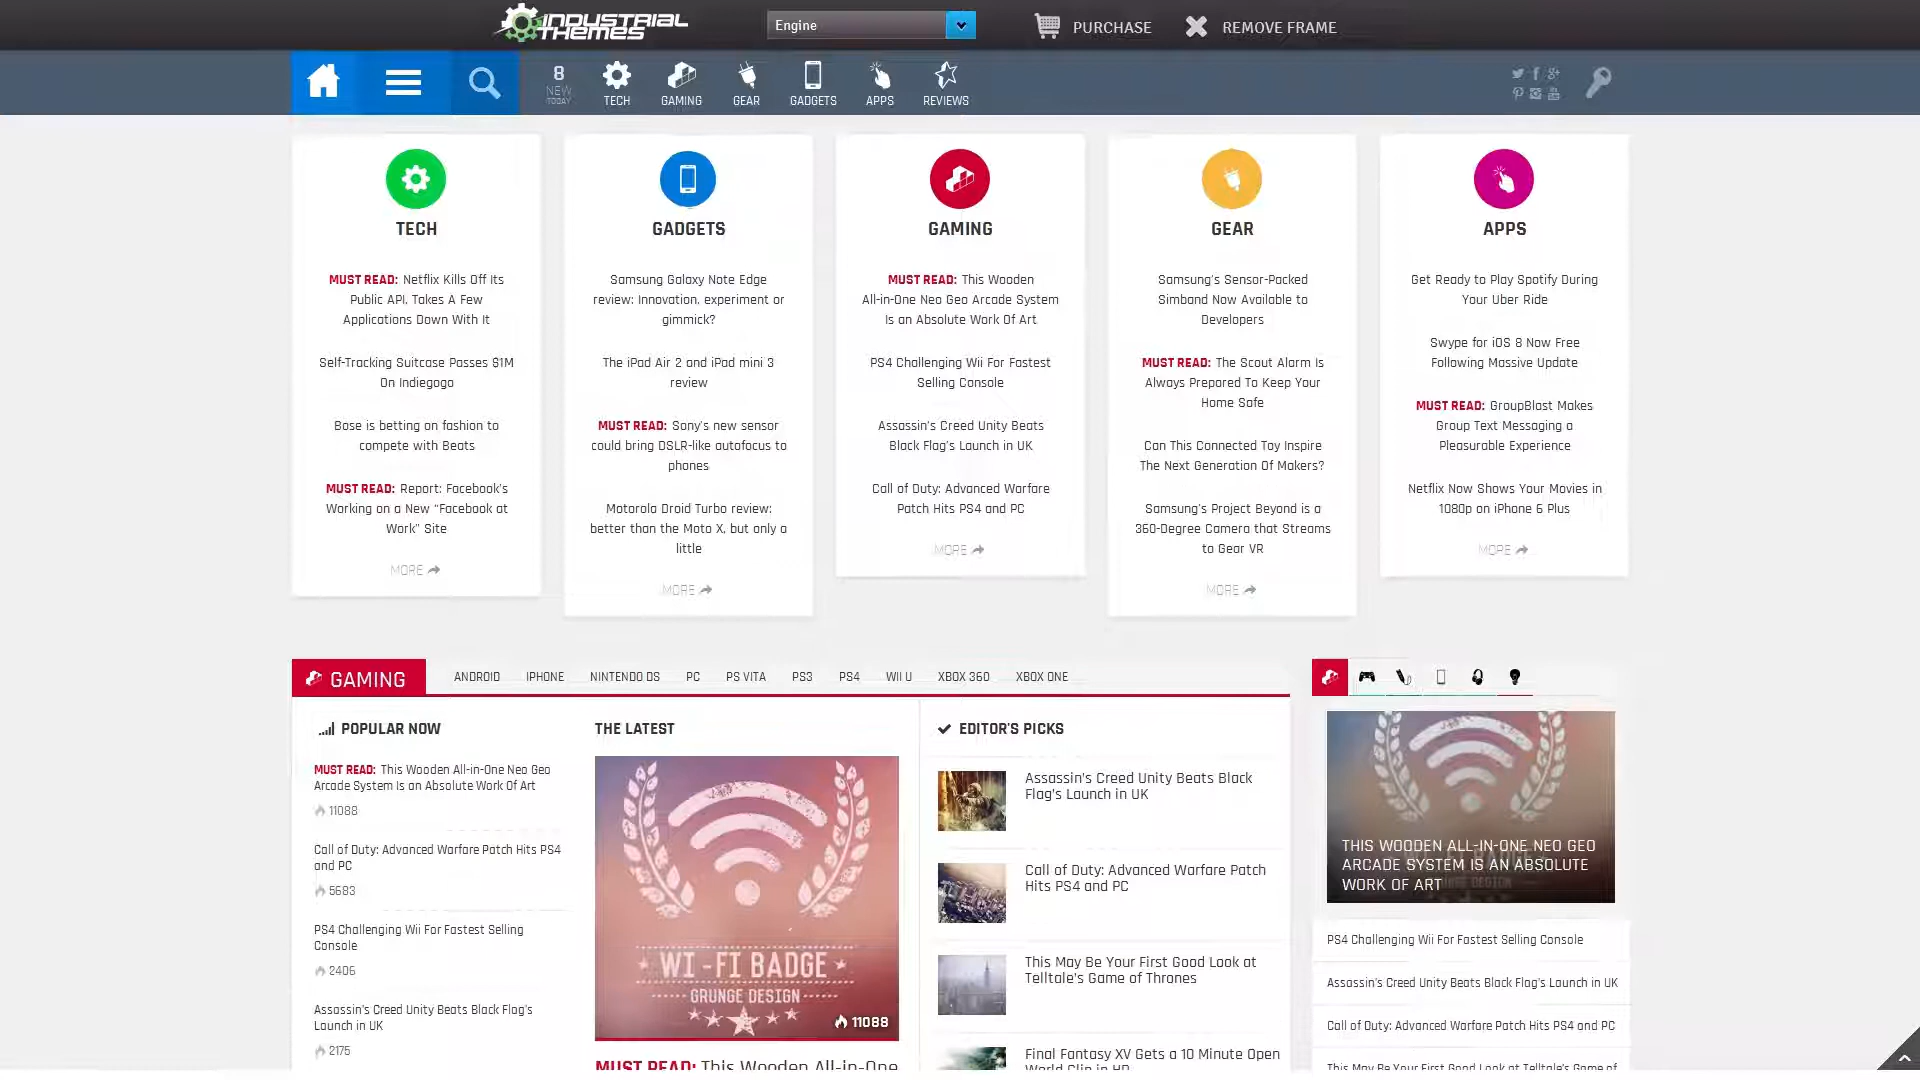 INDUSTRIAL THEMES
Engine
PURCHASE
REMOVE FRAME
8
NEW
TODAY
TECH
GAMING
GEAR
GADGETS
APPS
REVIEWS
TECH
MUST READ: Netflix Kills Off Its
Public API, Takes A Few
Applications Down With It
Self-Tracking Suitcase Passes $1M
On Indiegogo
Bose is betting on fashion to
compete with Beats
MUST READ: Report: Facebook's
Working on a New "Facebook at
Work" Site
MORE
GADGETS
Samsung Galaxy Note Edge
review: Innovation, experiment or
gimmick?
The iPad Air 2 and iPad mini 3
review
MUST READ: Sony's new sensor
could bring DSLR-like autofocus to
phones
Motorola Droid Turbo review:
better than the Moto X, but only a
little
MORE
GAMING
MUST READ: This Wooden
All-in-One Neo Geo Arcade System
Is an Absolute Work Of Art
PS4 Challenging Wii For Fastest
Selling Console
Assassin's Creed Unity Beats
Black Flag's Launch in UK
Call of Duty: Advanced Warfare
Patch Hits PS4 and PC
MORE
GEAR
Samsung's Sensor-Packed
Simband Now Available to
Developers
MUST READ: The Scout Alarm Is
Always Prepared To Keep Your
Home Safe
Can This Connected Toy Inspire
The Next Generation Of Makers?
Samsung's Project Beyond is a
360-Degree Camera that Streams
to Gear VR
MORE
APPS
Get Ready to Play Spotify During
Your Uber Ride
Swype for iOS 8 Now Free
Following Massive Update
MUST READ: GroupBlast Makes
Group Text Messaging a
Pleasurable Experience
Netflix Now Shows Your Movies in
1080p on iPhone 6 Plus
MORE
GAMING
ANDROID
IPHONE
NINTENDO DS
PC
PS VITA
PS3
PS4
WII U
XBOX 360
XBOX ONE
POPULAR NOW
MUST READ: This Wooden All-in-One Neo Geo
Arcade System Is an Absolute Work Of Art
11088
Call of Duty: Advanced Warfare Patch Hits PS4
and PC
5683
PS4 Challenging Wii For Fastest Selling
Console
2406
Assassin's Creed Unity Beats Black Flag's
Launch in UK
2175
THE LATEST
WI-FI BADGE
GRUNGE DESIGN
11088
MUST READ: This Wooden All-in-One
EDITOR'S PICKS
Assassin's Creed Unity Beats Black
Flag's Launch in UK
Call of Duty: Advanced Warfare Patch
Hits PS4 and PC
This May Be Your First Good Look at
Telltale's Game of Thrones
Final Fantasy XV Gets a 10 Minute Open
World Clip in HD
THIS WOODEN ALL-IN-ONE NEO GEO
ARCADE SYSTEM IS AN ABSOLUTE
WORK OF ART
PS4 Challenging Wii For Fastest Selling Console
Assassin's Creed Unity Beats Black Flag's Launch in UK
Call of Duty: Advanced Warfare Patch Hits PS4 and PC
This May Be Your First Good Look at Telltale's Game of